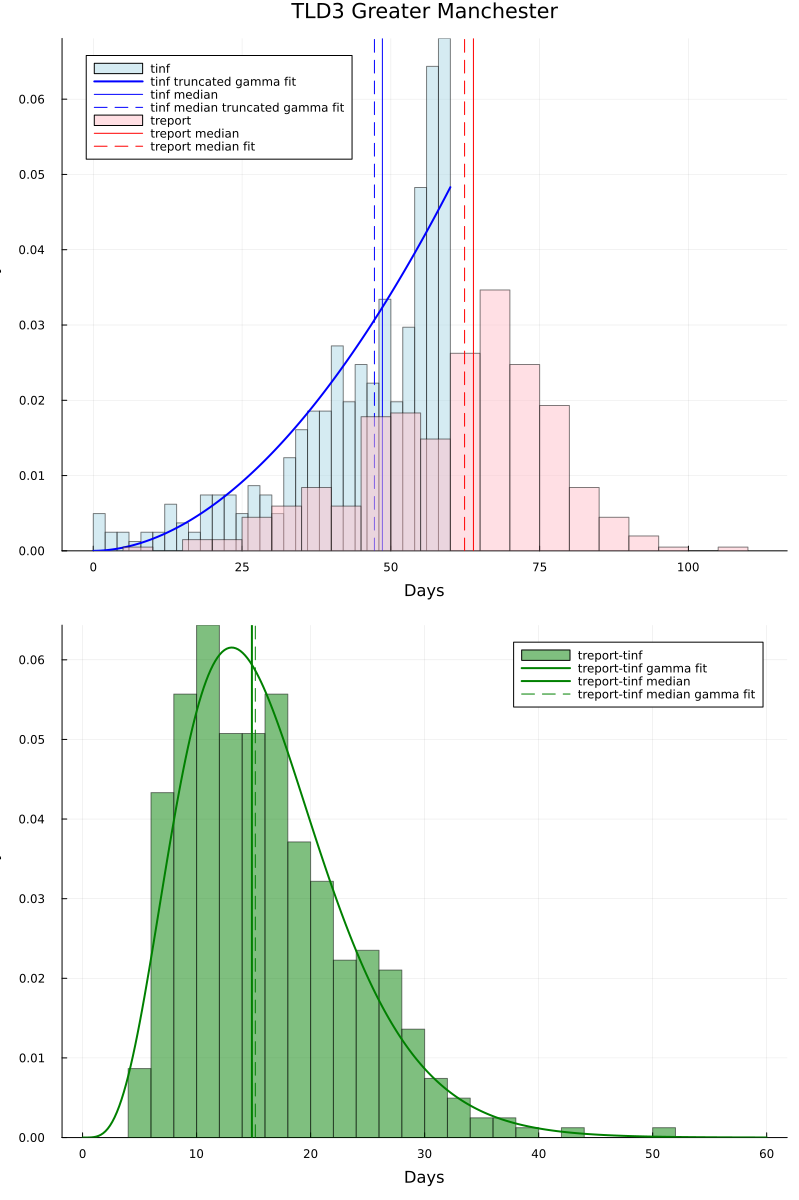 TLD3 Greater Manchester
tinf
tinf truncated gamma fit
tinf median
tinf median truncated gamma fit
treport
treport median
treport median fit
0.06
0.05
0.04
0.03
0.02
0.01
0.00
0 25 50 75 100
Days
treport-tinf
treport-tinf gamma fit
treport-tinf median
treport-tinf median gamma fit
0.06
0.05
0.04
0.03
0.02
0.01
0.00
0 10 20 30 40 50 60
Days